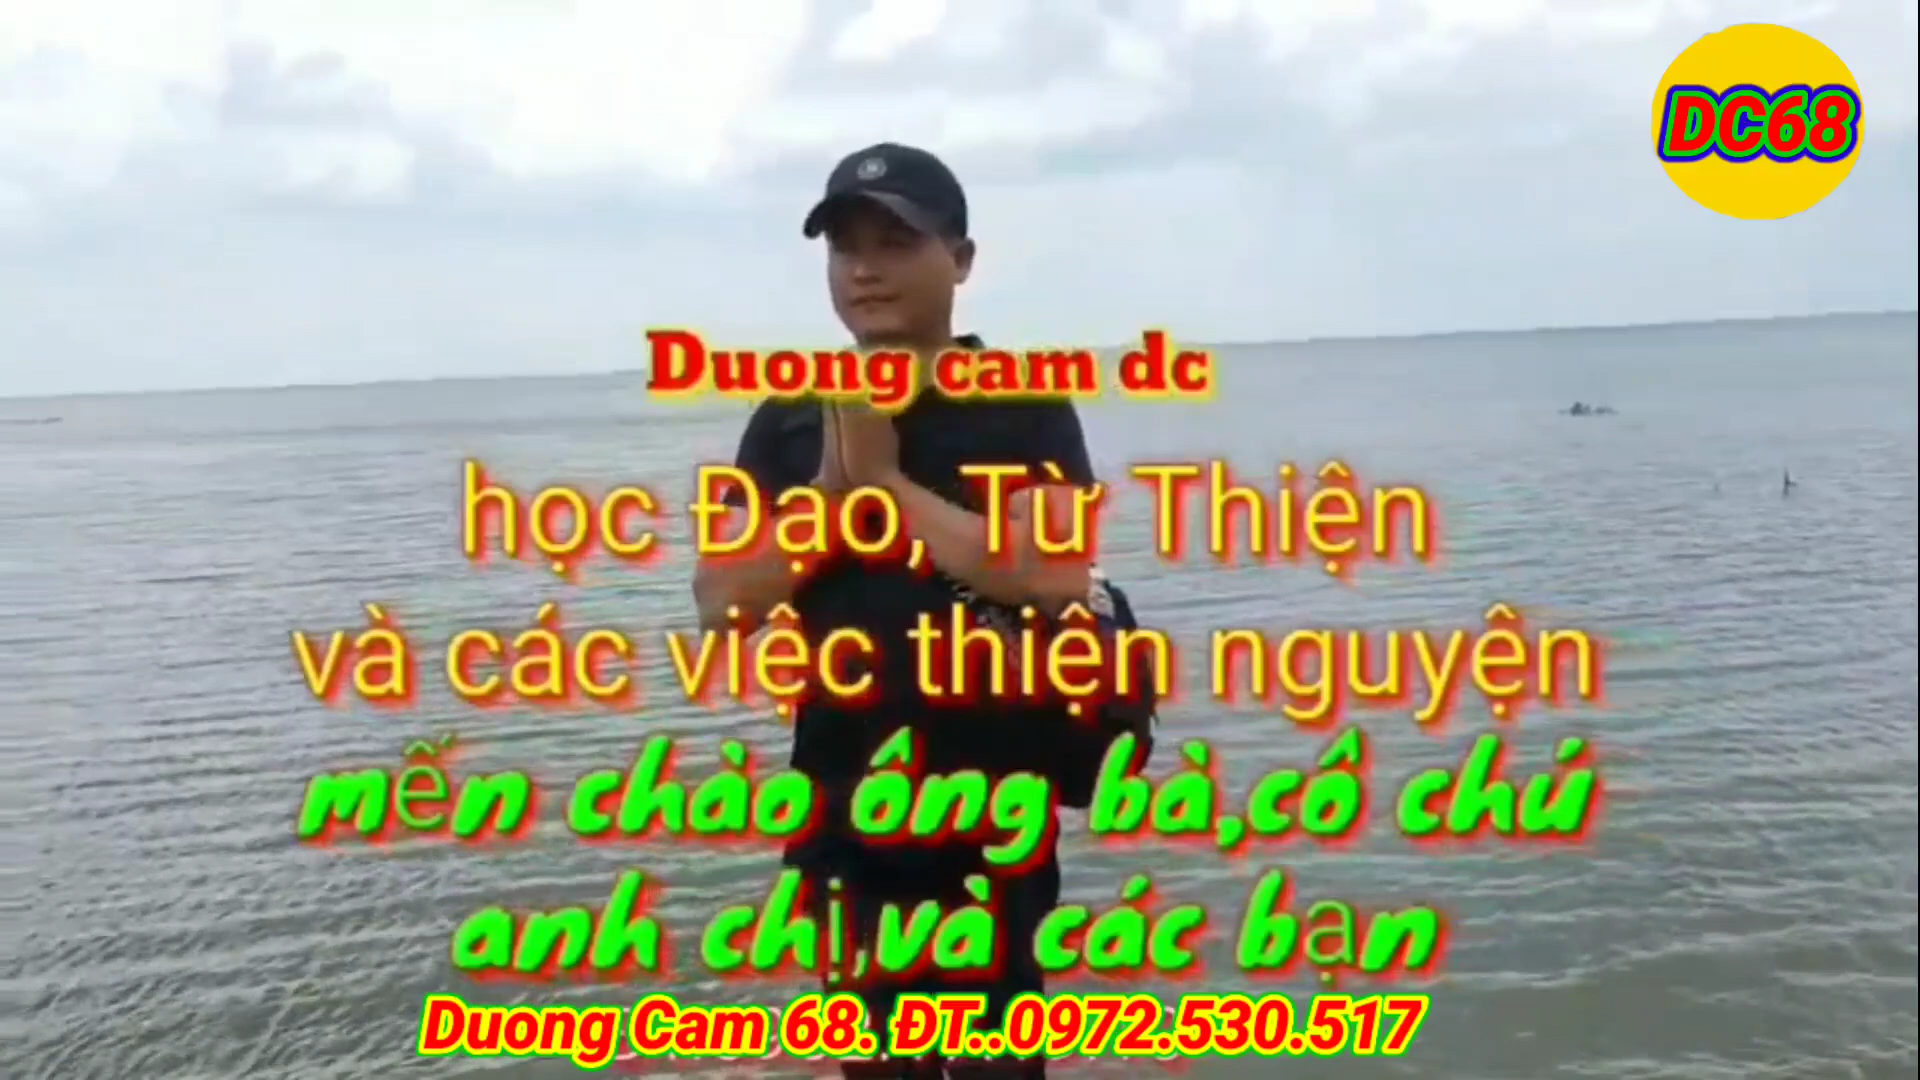 DC68
Duong cam dc
học Đạo, Từ Thiện
và các việc thiện nguyện
mến chào ông bà,cô chú
anh chị,và các bạn
Duong Cam 68. ĐT..0972.530.517